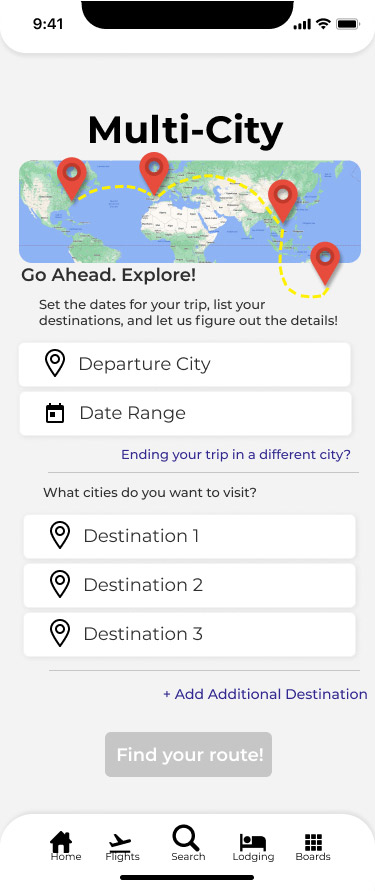 9:41
Multi-City
Go Ahead. Explore!
Set the dates for your trip, list your
destinations, and let us figure out the details!
Departure City
Date Range
Ending your trip in a different city?
What cities do you want to visit?
Destination 1
Destination 2
Destination 3
+ Add Additional Destination
Find your route!
Home Flights Search Lodging Boards